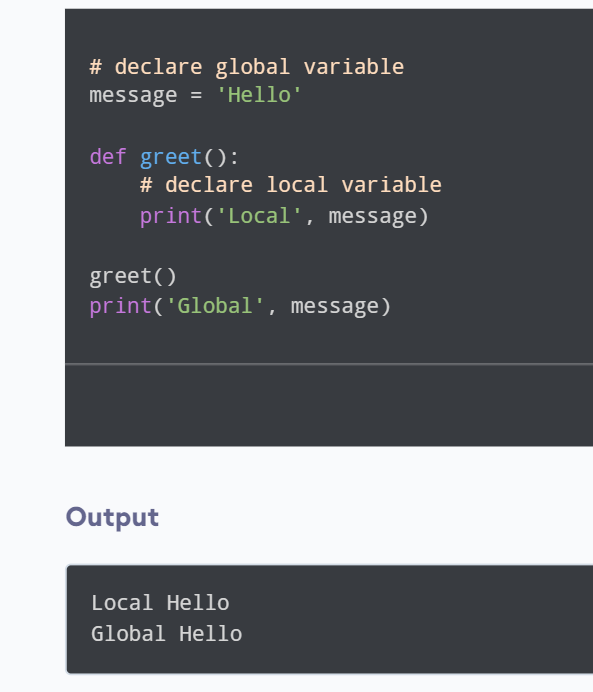 # declare global variable
message = 'Hello'
def greet():
    # declare local variable
    print('Local', message)
greet()
print('Global', message)
Output
Local Hello
Global Hello